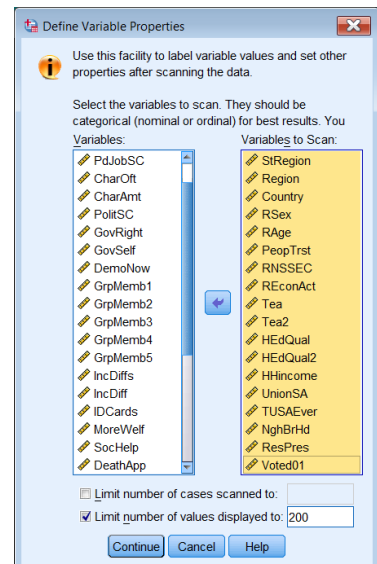 Define Variable Properties
Use this facility to label variable values and set other
properties after scanning the data.
Select the variables to scan. They should be
categorical (nominal or ordinal) for best results. You
Variables:
PdJobSC
CharOft
CharAmt
PolitSC
GovRight
GovSelf
DemoNow
GrpMemb1
GrpMemb2
GrpMemb3
GrpMemb4
GrpMemb5
IncDiffs
IncDiff
IDCards
MoreWelf
SocHelp
DeathApp
Variables to Scan:
StRegion
Region
Country
RSex
RAge
PeopTrst
RNSSEC
REconAct
Tea
Tea2
HEdQual
HEdQual2
HHincome
UnionSA
TUSAEver
NghBrHd
ResPres
Voted01
Limit number of cases scanned to:
Limit number of values displayed to: 200
Continue Cancel Help